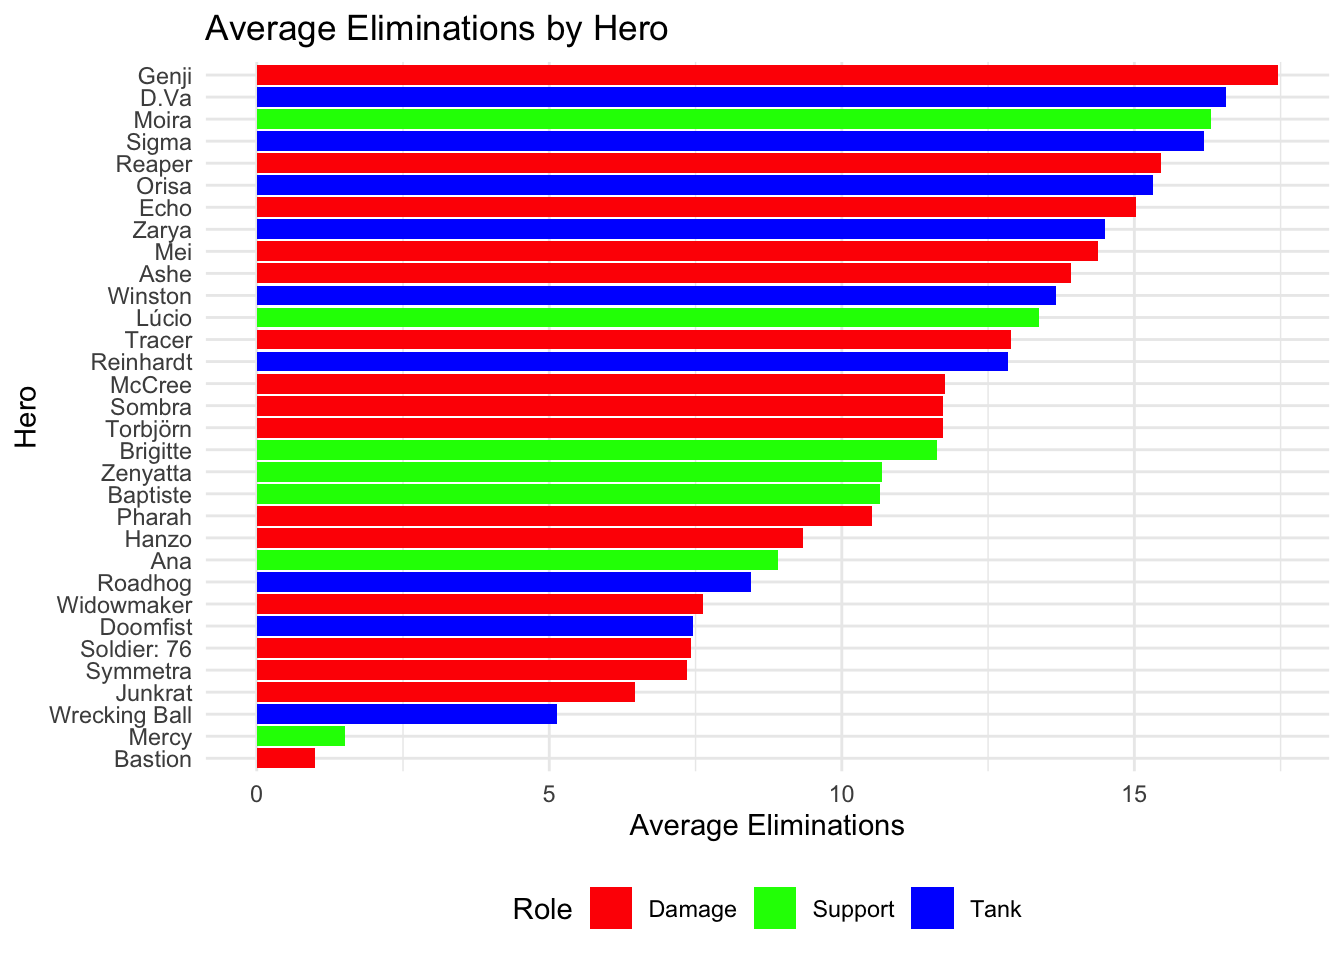 Average Eliminations by Hero
Genji
D.Va
Moira
Sigma
Reaper
Orisa
Echo
Zarya
Mei
Ashe
Winston
Lúcio
Tracer
Reinhardt
McCree
Sombra
Torbjörn
Brigitte
Zenyatta
Baptiste
Pharah
Hanzo
Ana
Roadhog
Widowmaker
Doomfist
Soldier: 76
Symmetra
Junkrat
Wrecking Ball
Mercy
Bastion
Hero
0 5 10 15
Average Eliminations
Role Damage Support Tank